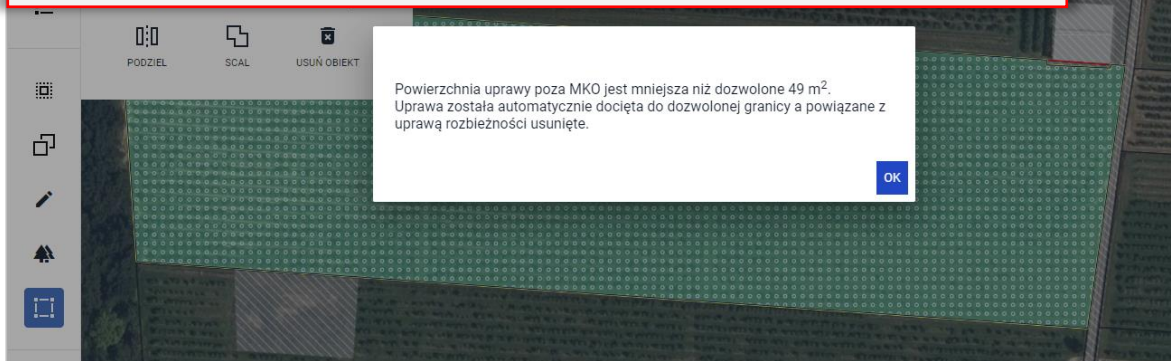 PODZIEL
SCAL
USUŃ OBIEKT
Powierzchnia uprawy poza MKO jest mniejsza niż dozwolone 49 m².
Uprawa została automatycznie docięta do dozwolonej granicy a powiązane z
uprawą rozbieżności usunięte.
OK